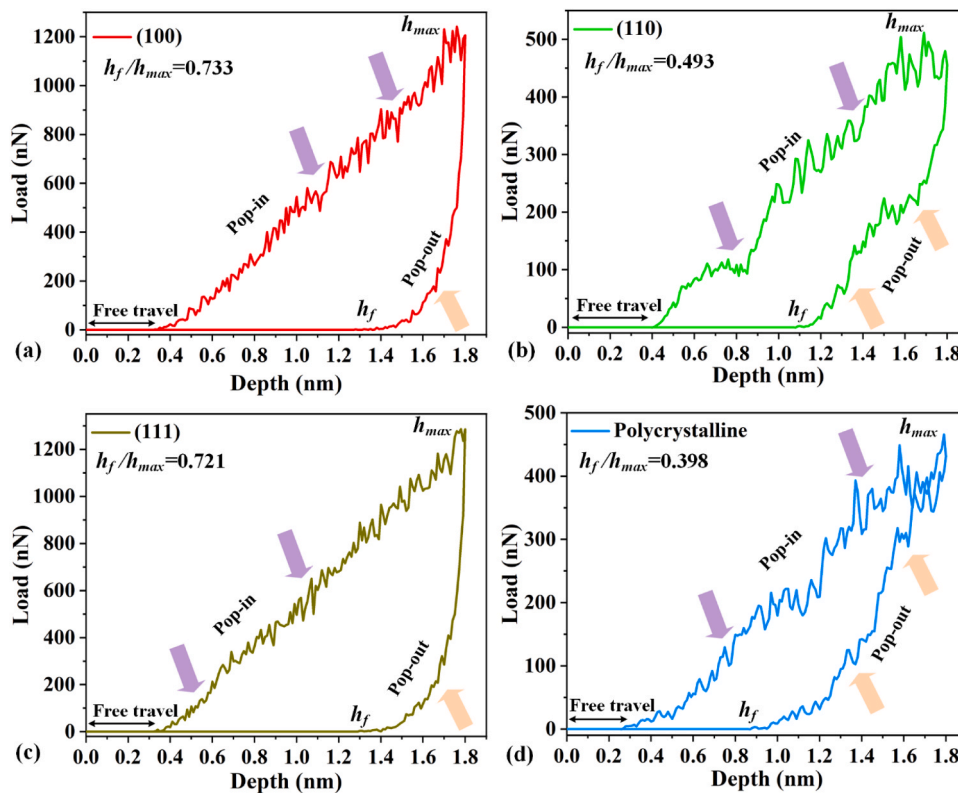 (100)
h_f/h_max=0.733
h_max
Pop-in
Pop-out
Free travel
Load (nN)
1200
1000
800
600
400
200
0
0.0 0.2 0.4 0.6 0.8 1.0 1.2 1.4 1.6 1.8
h_f
Depth (nm)
(a)
(110)
h_f/h_max=0.493
h_max
Pop-in
Pop-out
Free travel
h_f
Load (nN)
500
400
300
200
100
0
0.0 0.2 0.4 0.6 0.8 1.0 1.2 1.4 1.6 1.8
Depth (nm)
(b)
(111)
h_f/h_max=0.721
h_max
Pop-in
Pop-out
Free travel
h_f
Load (nN)
1200
1000
800
600
400
200
0
0.0 0.2 0.4 0.6 0.8 1.0 1.2 1.4 1.6 1.8
Depth (nm)
(c)
Polycrystalline
h_f/h_max=0.398
h_max
Pop-in
Pop-out
Free travel
h_f
Load (nN)
500
400
300
200
100
0
0.0 0.2 0.4 0.6 0.8 1.0 1.2 1.4 1.6 1.8
Depth (nm)
(d)